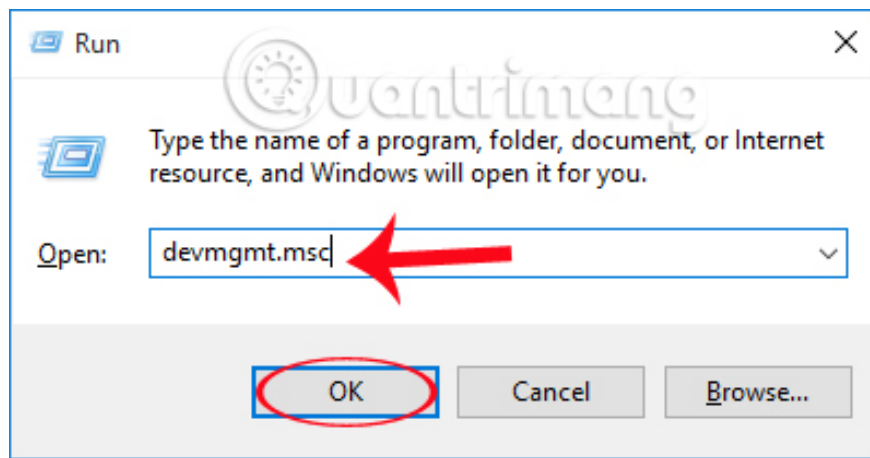 Run
Quantrimang
Type the name of a program, folder, document, or Internet
resource, and Windows will open it for you.
Open: devmgmt.msc
OK Cancel Browse...